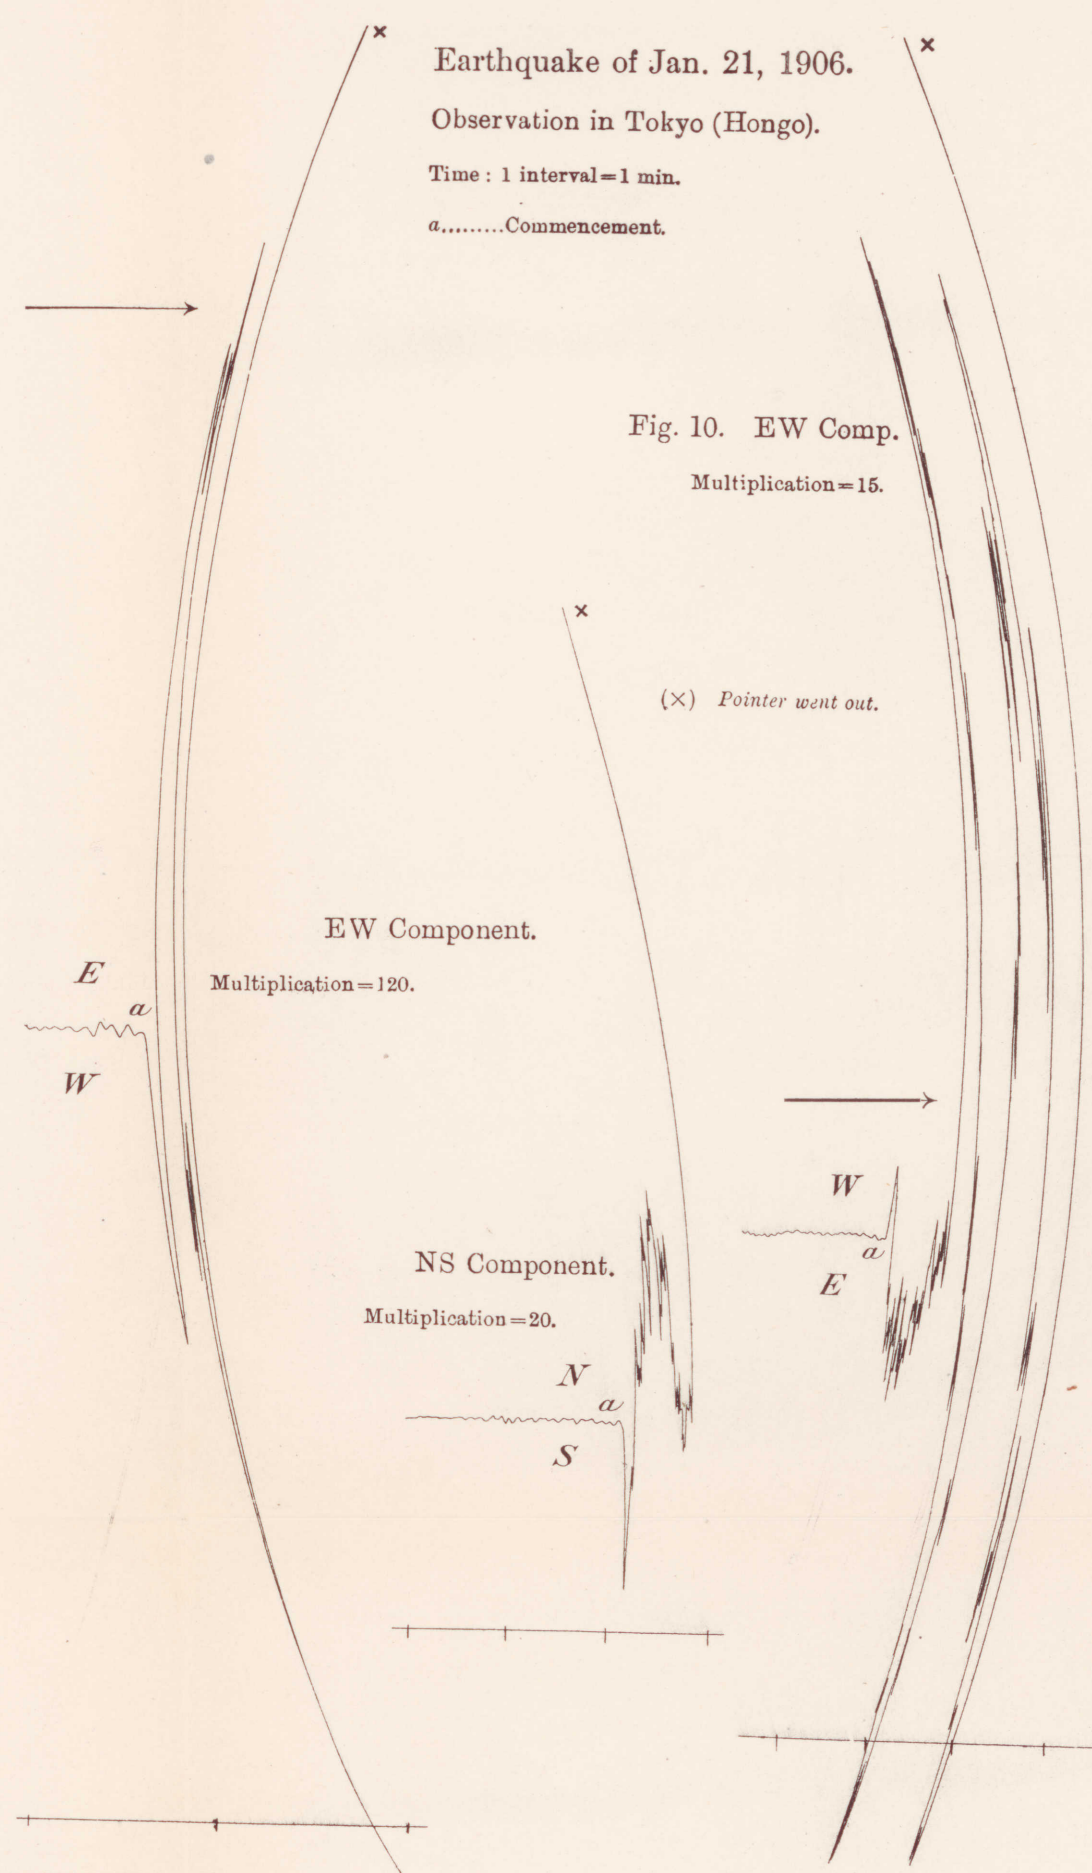 ×
×
Earthquake of Jan. 21, 1906.
Observation in Tokyo (Hongo).
Time : 1 interval=1 min.
a.........Commencement.
Fig. 10. EW Comp.
Multiplication=15.
×
(×) Pointer went out.
EW Component.
Multiplication=120.
E
a
W
W
a
E
NS Component.
Multiplication=20.
N
a
S